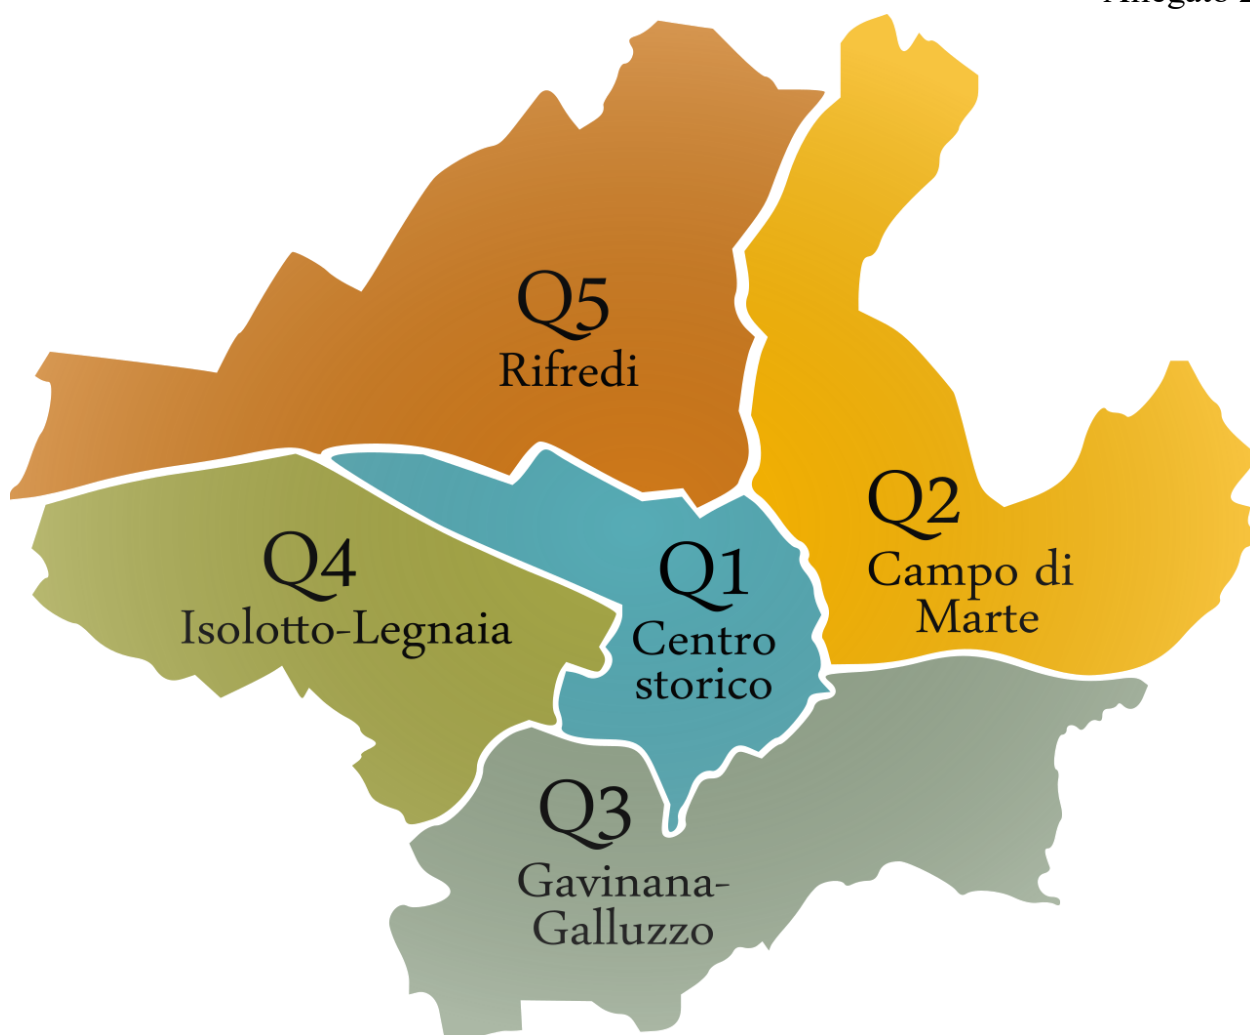 Q5
Rifredi
Q2
Campo di
Marte
Q4
Isolotto-Legnaia
Q1
Centro
storico
Q3
Gavinana-
Galluzzo